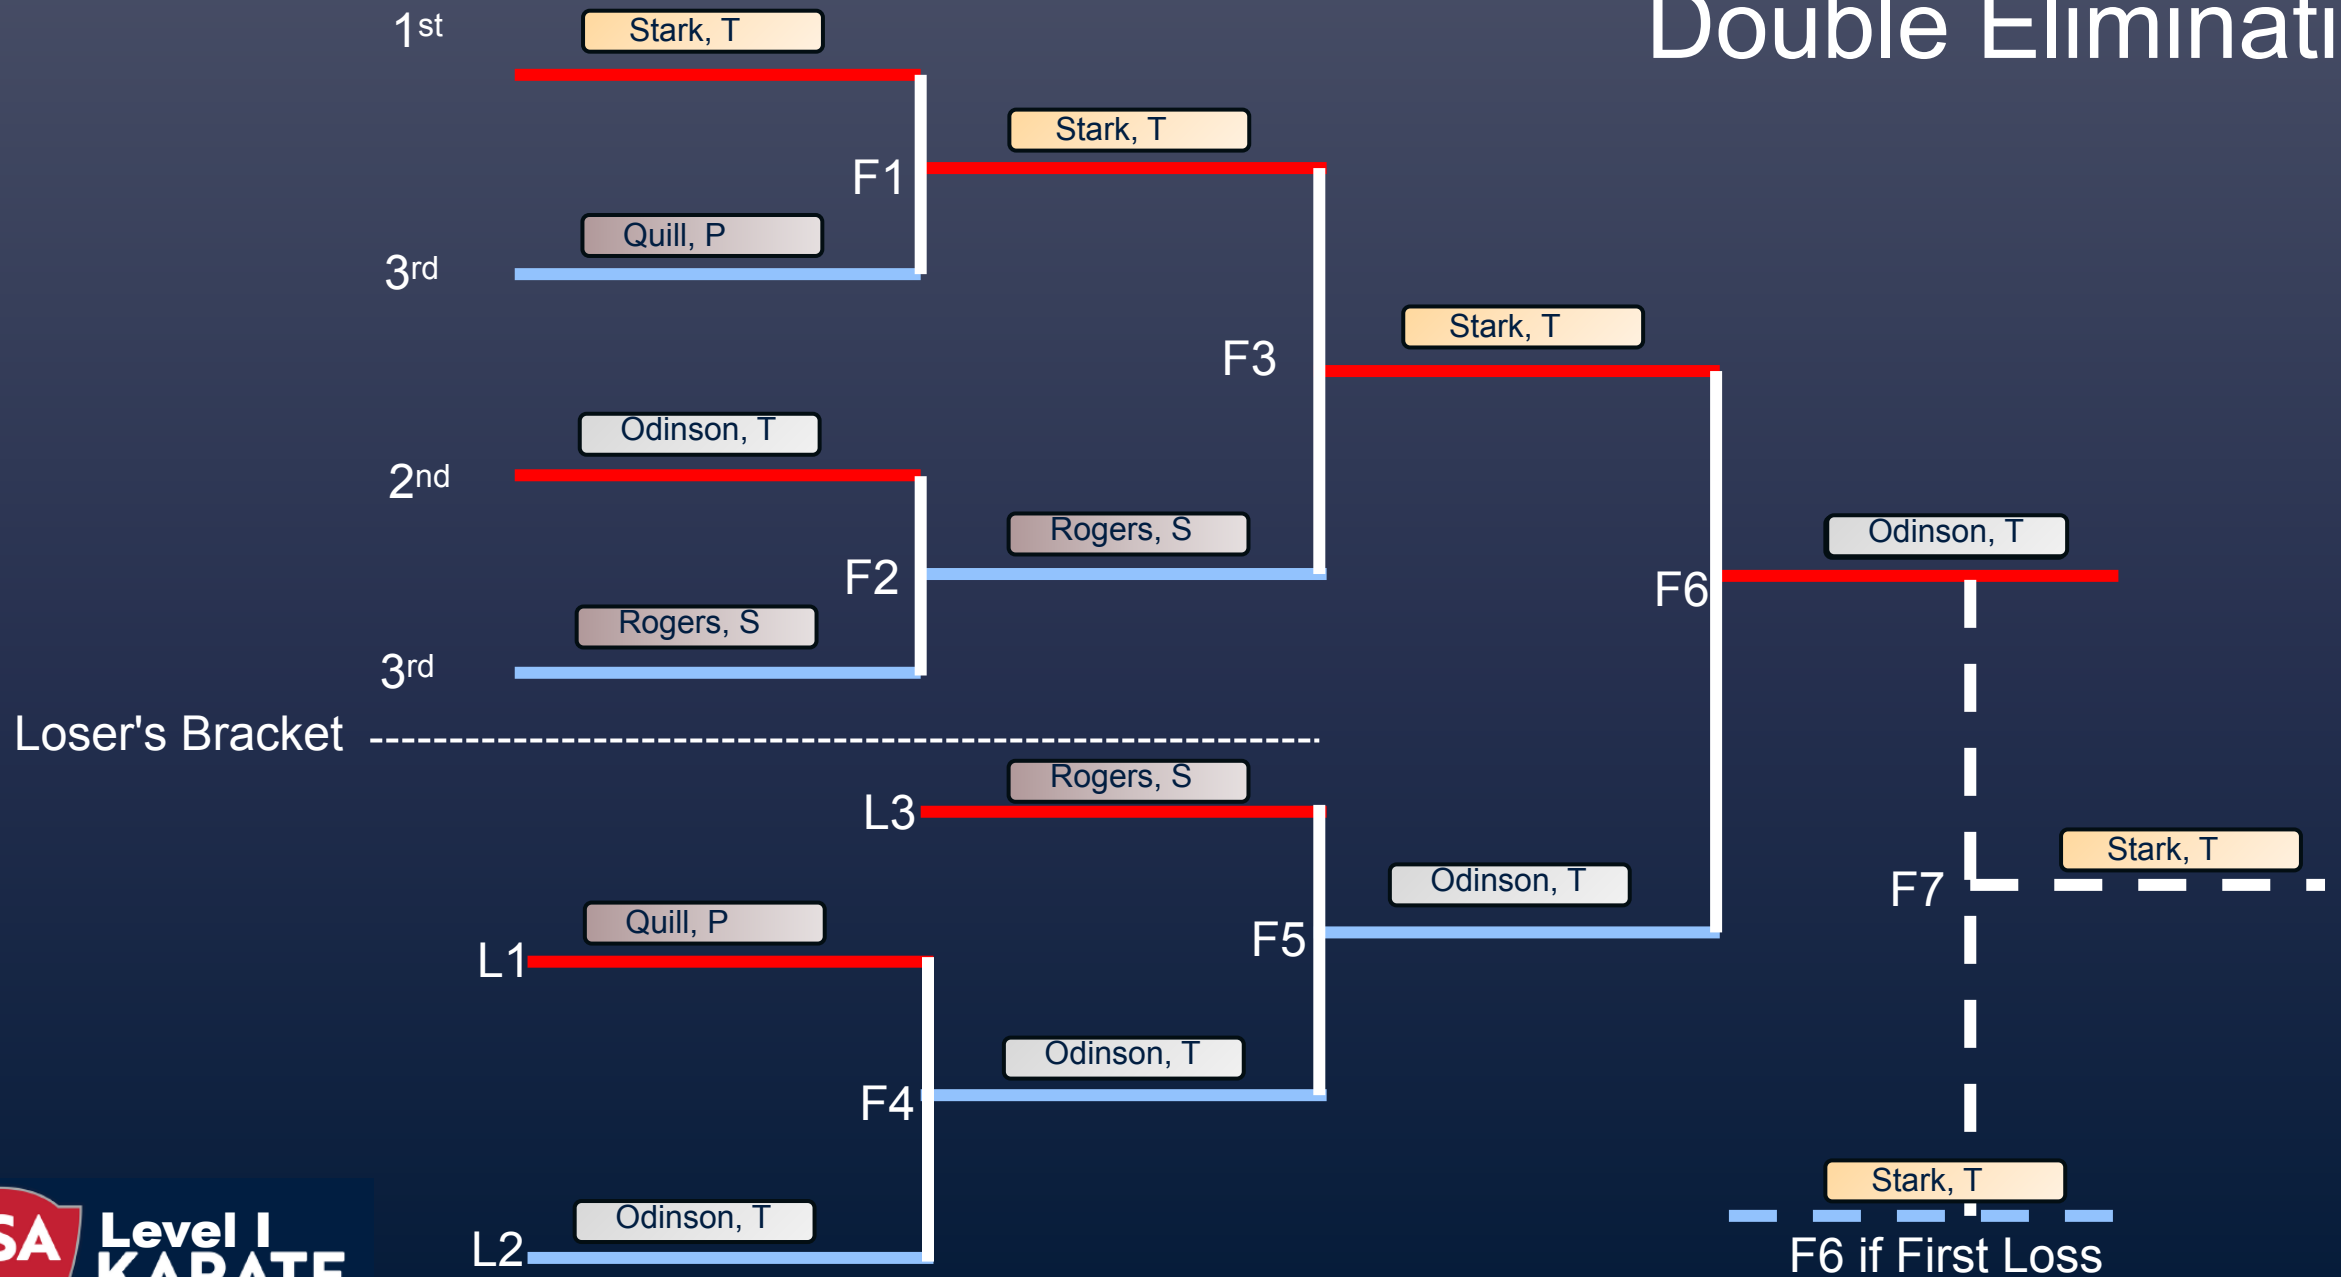 Double Eliminati
1st
Stark, T
F1
Stark, T
3rd
Quill, P
F3
Stark, T
2nd
Odinson, T
F2
Rogers, S
3rd
Rogers, S
F6
Odinson, T
Loser's Bracket
L3
Rogers, S
F5
Odinson, T
L1
Quill, P
F4
Odinson, T
L2
Odinson, T
F7
Stark, T
Stark, T
F6 if First Loss
SA
Level I
KARATE